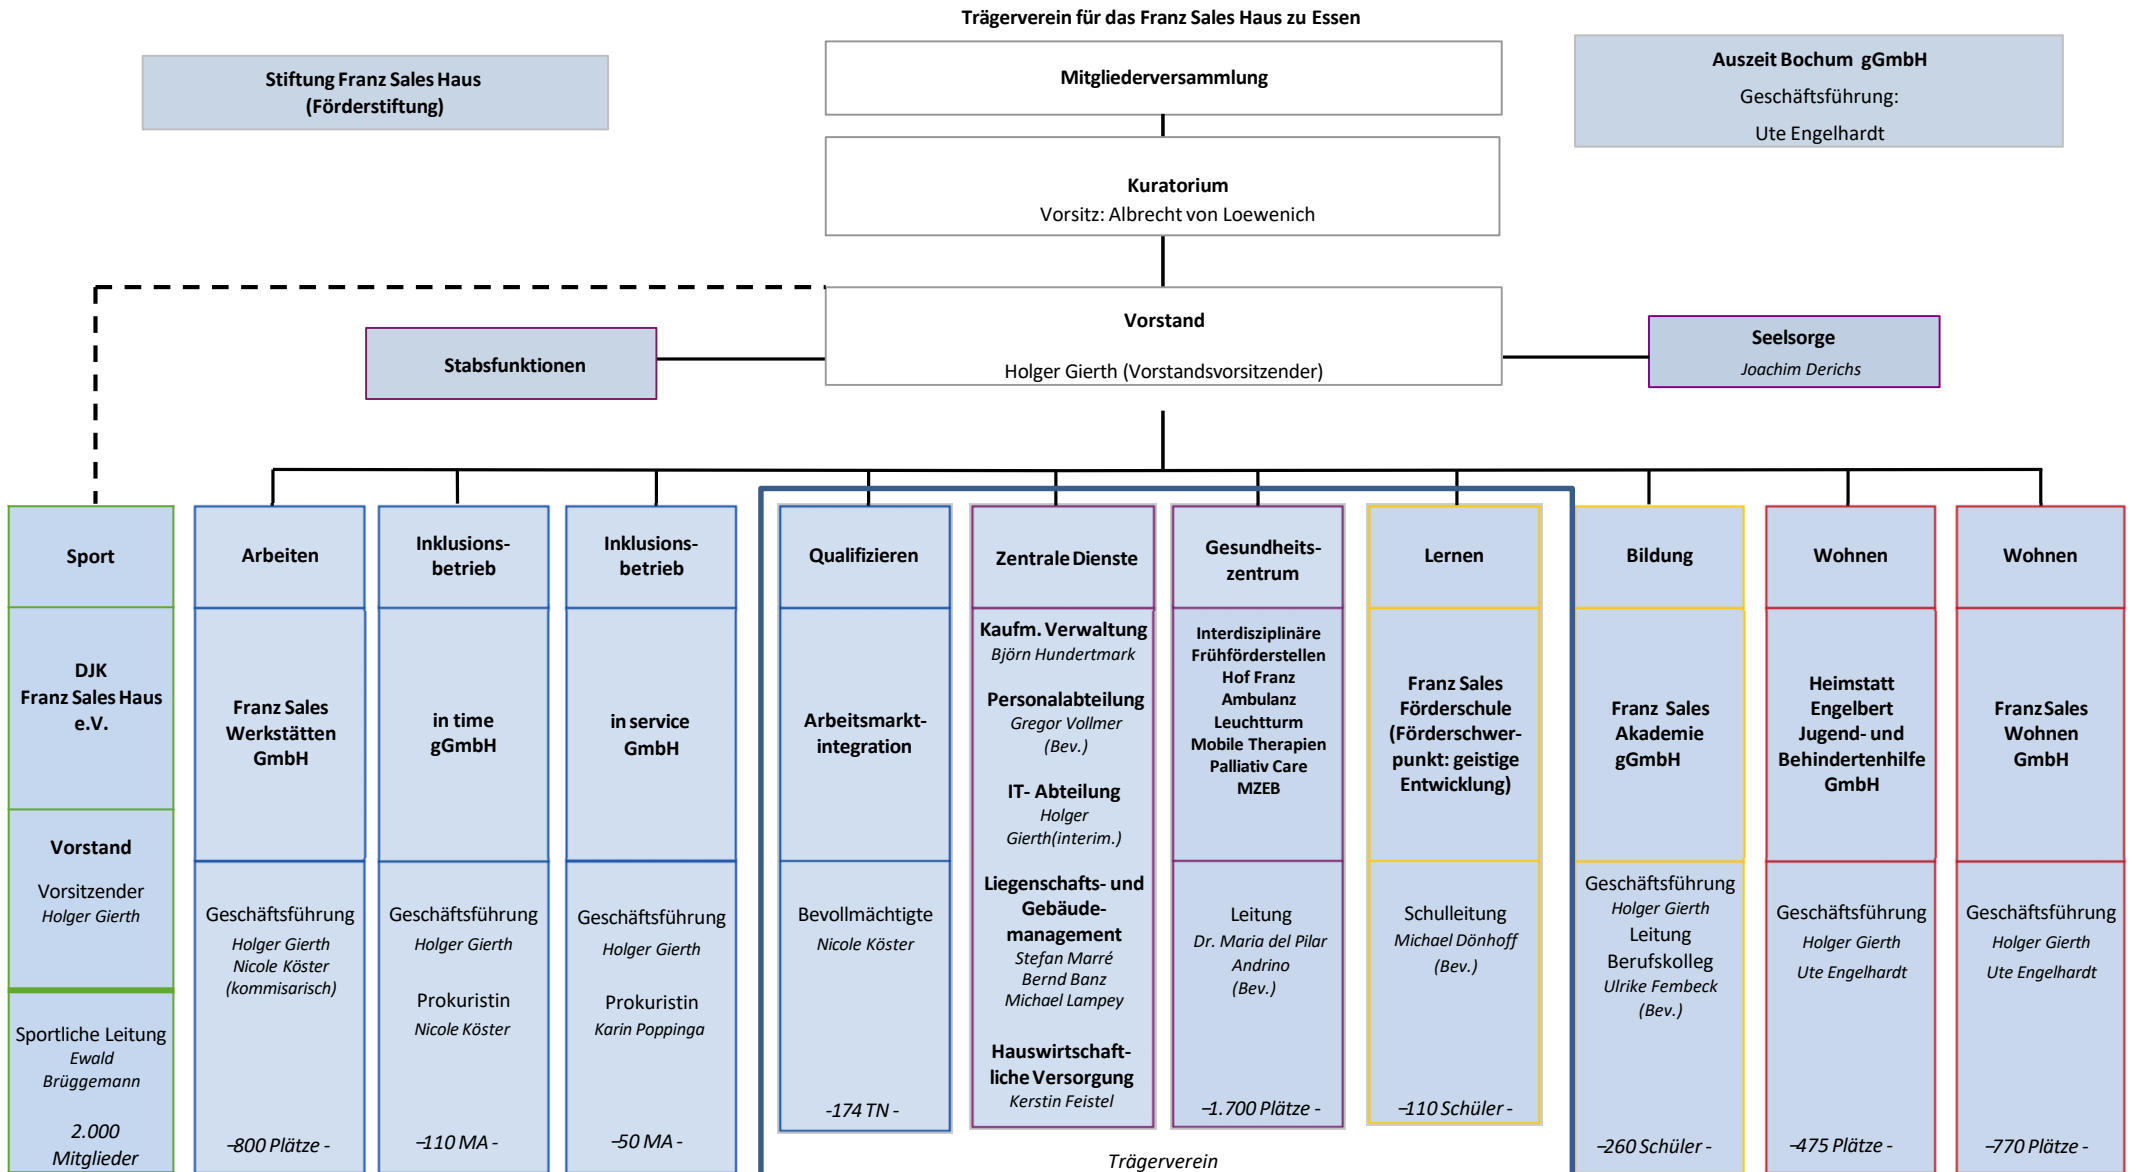 Trägerverein für das Franz Sales Haus zu Essen
Stiftung Franz Sales Haus
(Förderstiftung)
Mitgliederversammlung
Auszeit Bochum gGmbH
Geschäftsführung:
Ute Engelhardt
Kuratorium
Vorsitz: Albrecht von Loewenich
Vorstand
Holger Gierth (Vorstandsvorsitzender)
Stabsfunktionen
Seelsorge
Joachim Derichs
Sport
DJK
Franz Sales Haus
e.V.
Vorstand
Vorsitzender
Holger Gierth
Sportliche Leitung
Ewald
Brüggemann
2.000
Mitglieder
Arbeiten
Franz Sales
Werkstätten
GmbH
Geschäftsführung
Holger Gierth
Nicole Köster
(kommisarisch)
–800 Plätze -
Inklusions-
betrieb
in time
gGmbH
Geschäftsführung
Holger Gierth
Prokuristin
Nicole Köster
–110 MA -
Inklusions-
betrieb
in service
GmbH
Geschäftsführung
Holger Gierth
Prokuristin
Karin Poppinga
–50 MA -
Qualifizieren
Arbeitsmarkt-
integration
Bevollmächtigte
Nicole Köster
-174 TN -
Zentrale Dienste
Kaufm. Verwaltung
Björn Hundertmark
Personalabteilung
Gregor Vollmer
(Bev.)
IT- Abteilung
Holger
Gierth(interim.)
Liegenschafts- und
Gebäude-
management
Stefan Marré
Bernd Banz
Michael Lampey
Hauswirtschaft-
liche Versorgung
Kerstin Feistel
Gesundheits-
zentrum
Interdisziplinäre
Frühförderstellen
Hof Franz
Ambulanz
Leuchtturm
Mobile Therapien
Palliativ Care
MZEB
Leitung
Dr. Maria del Pilar
Andrino
(Bev.)
–1.700 Plätze -
Lernen
Franz Sales
Förderschule
(Förderschwer-
punkt: geistige
Entwicklung)
Schulleitung
Michael Dönhoff
(Bev.)
–110 Schüler -
Bildung
Franz Sales
Akademie
gGmbH
Geschäftsführung
Holger Gierth
Leitung
Berufskolleg
Ulrike Fembeck
(Bev.)
–260 Schüler -
Wohnen
Heimstatt
Engelbert
Jugend- und
Behindertenhilfe
GmbH
Geschäftsführung
Holger Gierth
Ute Engelhardt
–475 Plätze -
Wohnen
Franz Sales
Wohnen
GmbH
Geschäftsführung
Holger Gierth
Ute Engelhardt
–770 Plätze -
Trägerverein